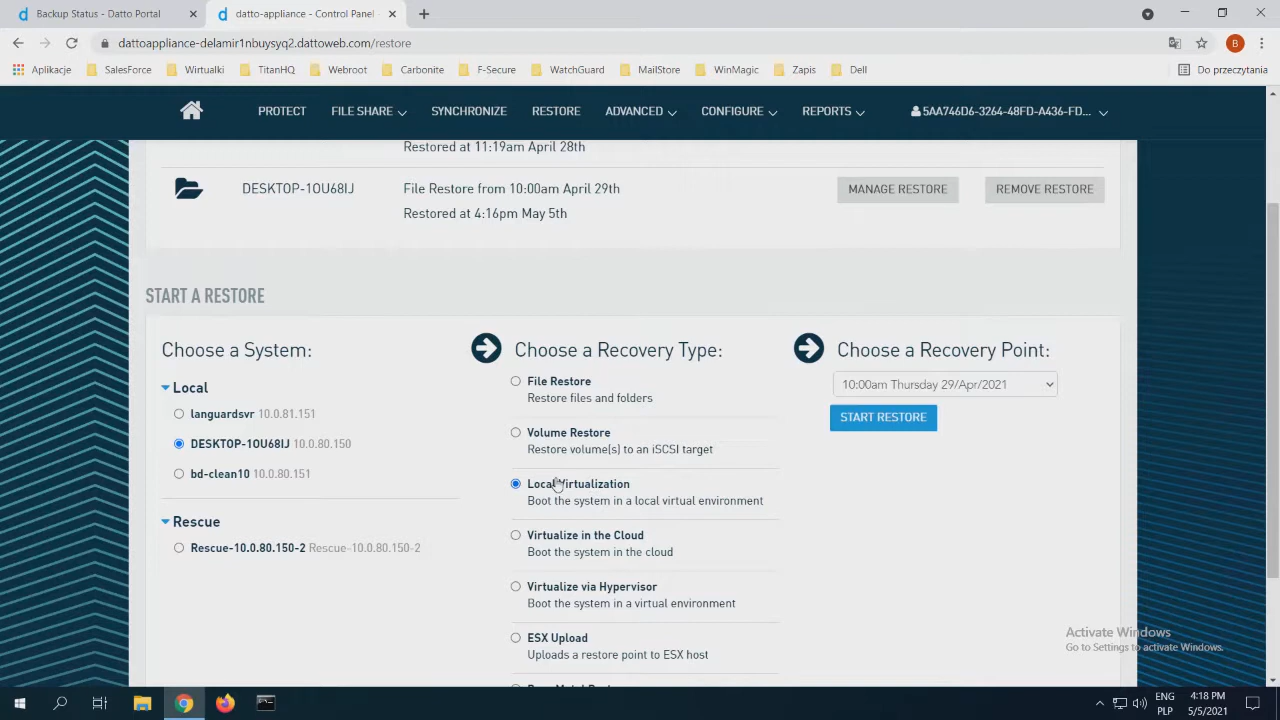 Backup Status - Datto Portal
datto-appliance - Control Panel -
dattoappliance-delamir1nbuysyq2.dattoweb.com/restore
B
Aplikacje
SalesForce
Wirtualki
TitanHQ
Webroot
Carbonite
F-Secure
WatchGuard
MailStore
WinMagic
Zapis
Dell
Do przeczytania
PROTECT
FILE SHARE
SYNCHRONIZE
RESTORE
ADVANCED
CONFIGURE
REPORTS
5AA746D6-3264-48FD-A436-FD...
Restored at 11:19am April 28th
DESKTOP-1OU68IJ
File Restore from 10:00am April 29th
MANAGE RESTORE
REMOVE RESTORE
Restored at 4:16pm May 5th
START A RESTORE
Choose a System:
Local
languardsvr 10.0.81.151
DESKTOP-1OU68IJ 10.0.80.150
bd-clean10 10.0.80.151
Rescue
Rescue-10.0.80.150-2 Rescue-10.0.80.150-2
Choose a Recovery Type:
File Restore
Restore files and folders
Volume Restore
Restore volume(s) to an iSCSI target
Local Virtualization
Boot the system in a local virtual environment
Virtualize in the Cloud
Boot the system in the cloud
Virtualize via Hypervisor
Boot the system in a virtual environment
ESX Upload
Uploads a restore point to ESX host
Choose a Recovery Point:
10:00am Thursday 29/Apr/2021
START RESTORE
Activate Windows
Go to Settings to activate Windows.
ENG
PLP
4:18 PM
5/5/2021